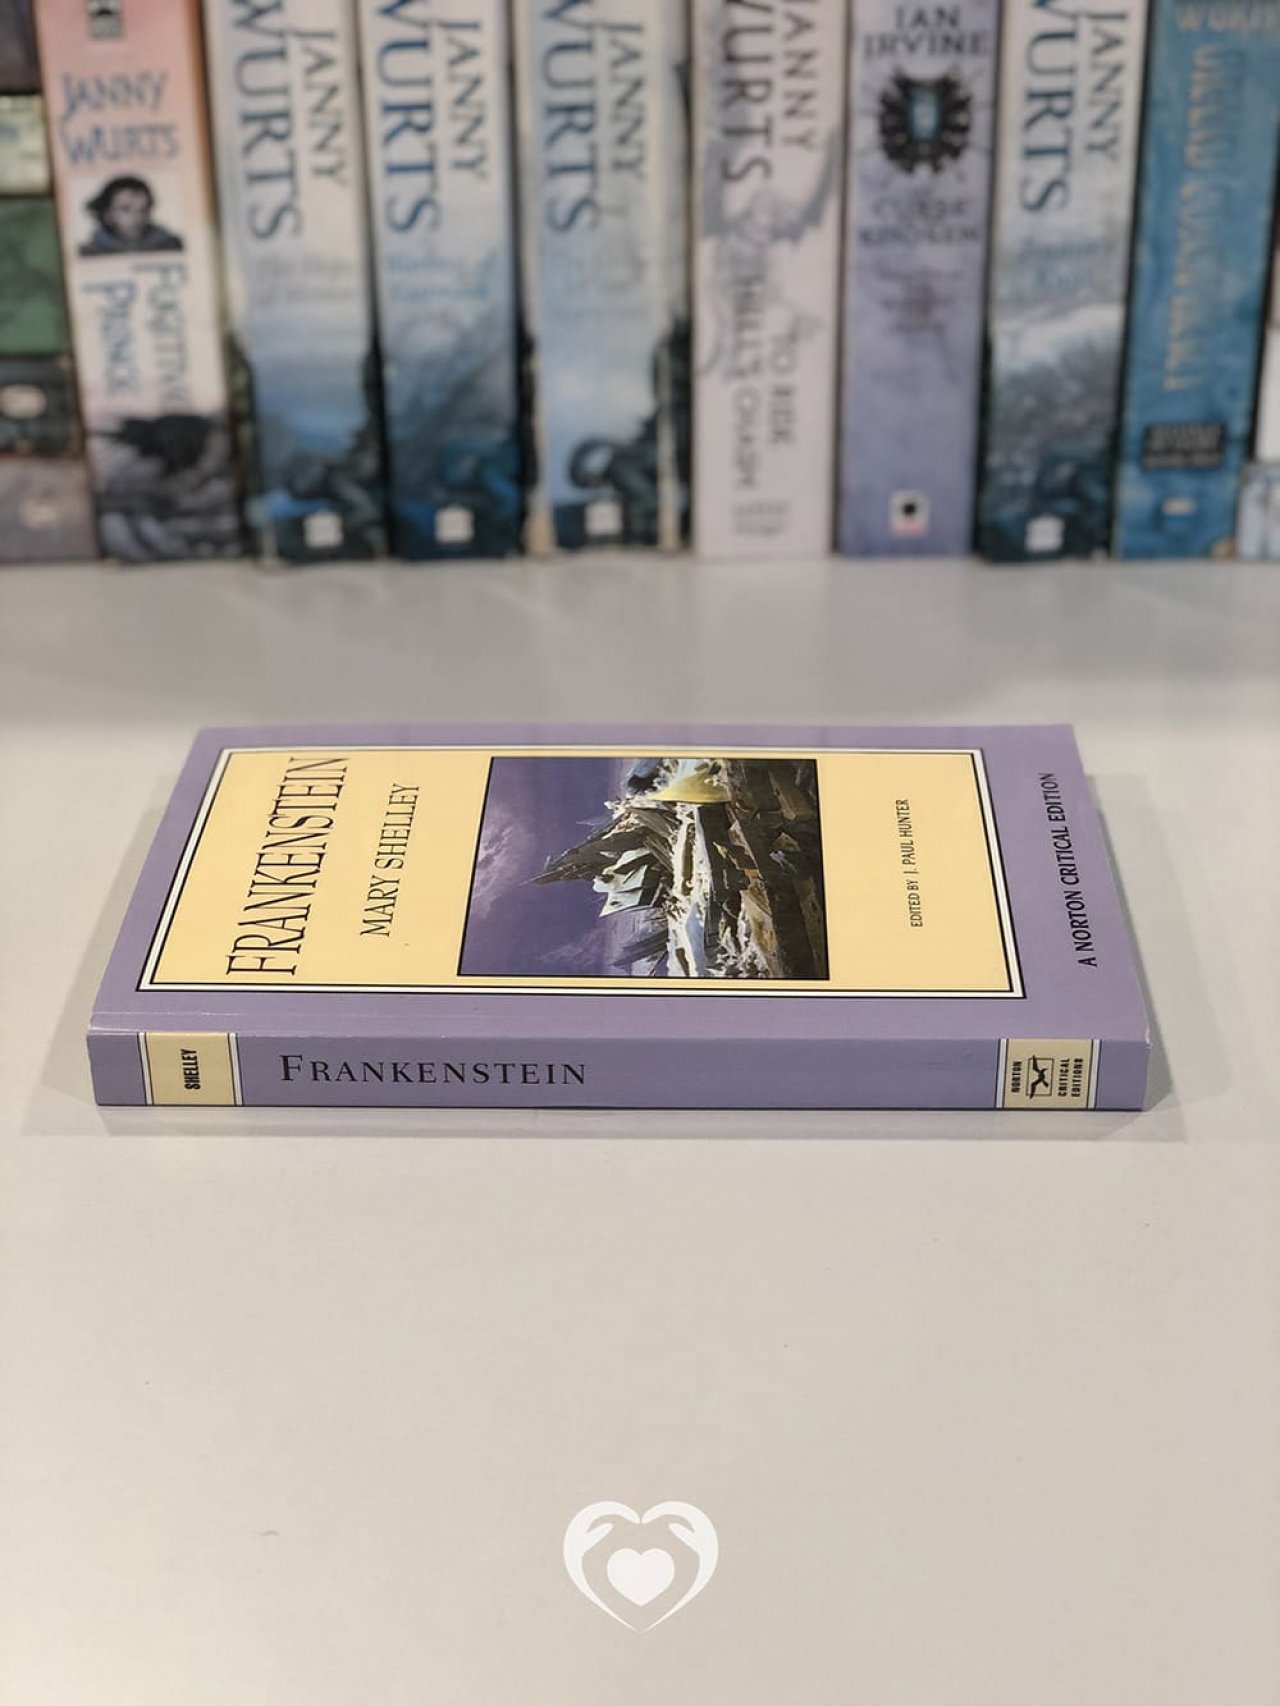 JANNY
WURTS
FUGITIVE
PRINCE
JANNY
WURTS
JANNY
WURTS
JANNY
WURTS
JANNY
WURTS
TO RIDE
HELL'S CHASM
IAN
IRVINE
JANNY
WURTS
FRANKENSTEIN
MARY SHELLEY
EDITED BY J. PAUL HUNTER
A NORTON CRITICAL EDITION
SHELLEY
FRANKENSTEIN
NORTON
CRITICAL
EDITIONS